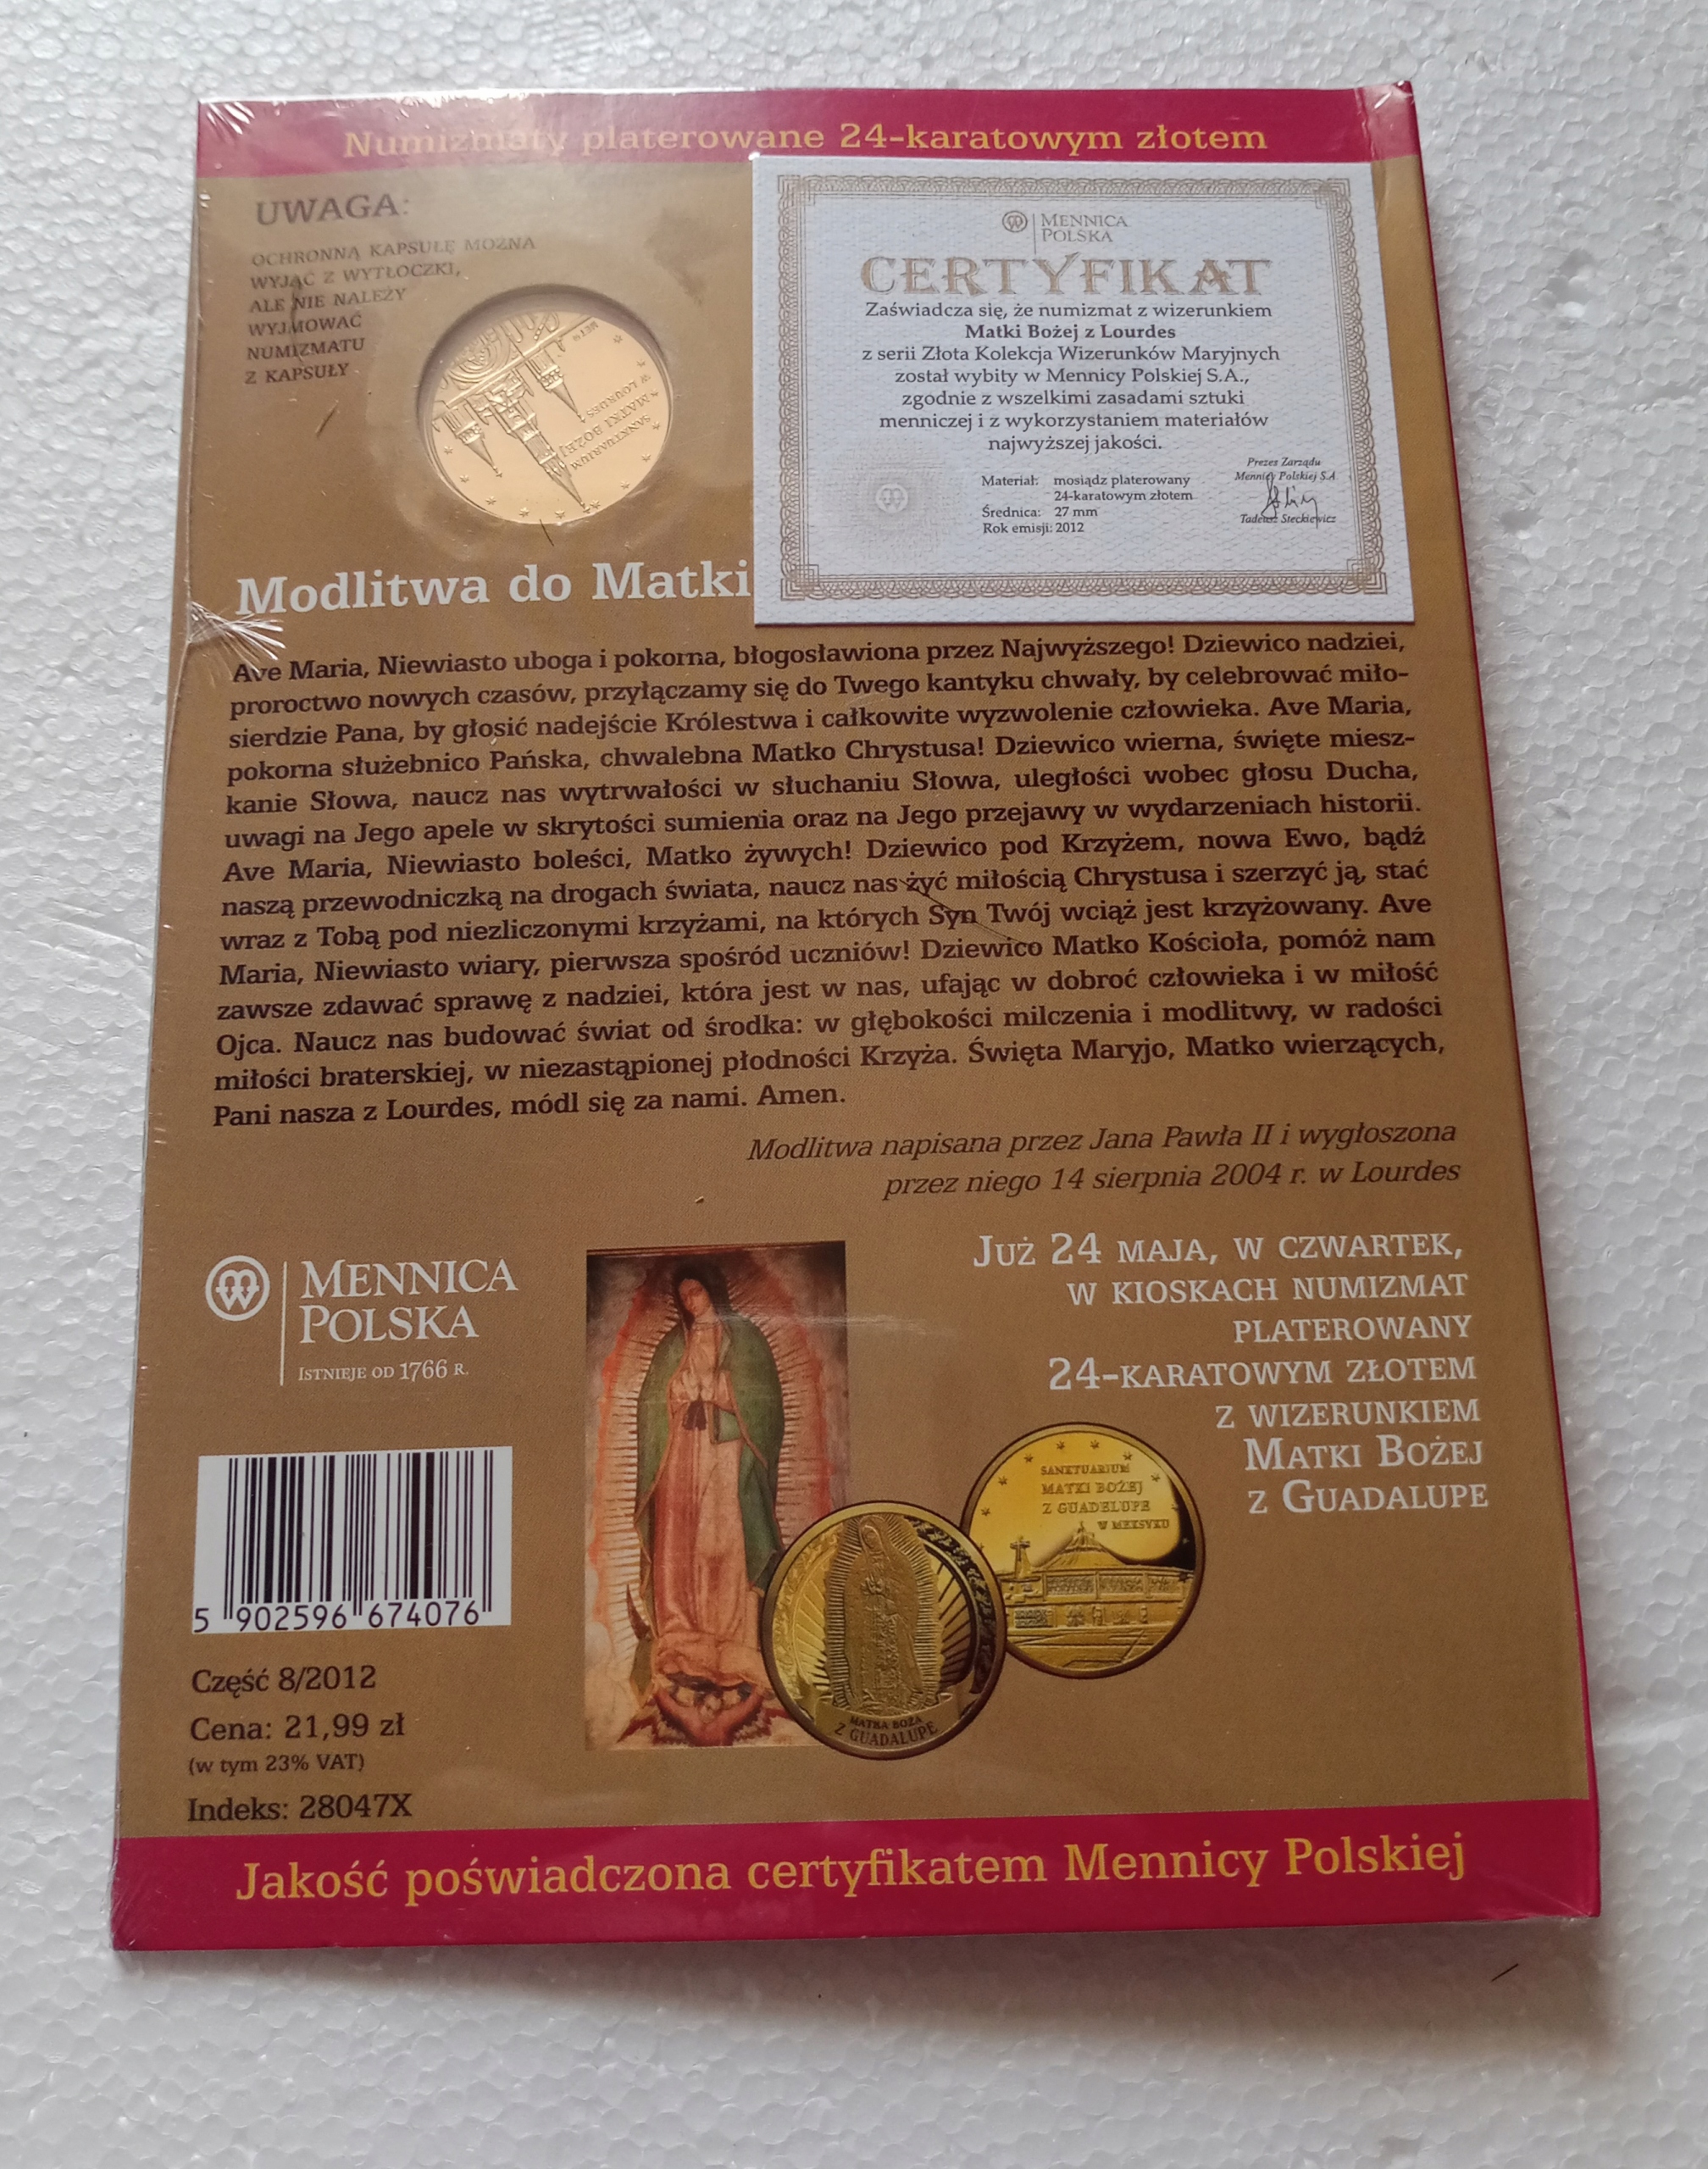 Numizmaty platerowane 24-karatowym złotem
UWAGA:
OCHRONNĄ KAPSUŁĘ MOŻNA
WYJĄĆ Z WYTŁOCZKI,
ALE NIE NALEŻY
WYJMOWAĆ
NUMIZMATU
Z KAPSUŁY
SANKTUARIUM
MATKI BOŻEJ
W LOURDES
MENNICA
POLSKA
CERTYFIKAT
Zaświadcza się, że numizmat z wizerunkiem
Matki Bożej z Lourdes
z serii Złota Kolekcja Wizerunków Maryjnych
został wybity w Mennicy Polskiej S.A.,
zgodnie z wszelkimi zasadami sztuki
menniczej i z wykorzystaniem materiałów
najwyższej jakości.
Materiał: mosiądz platerowany
24-karatowym złotem
Średnica: 27 mm
Rok emisji: 2012
Prezes Zarządu
Mennicy Polskiej S.A
Tadeusz Steckiewicz
Modlitwa do Matki
Ave Maria, Niewiasto uboga i pokorna, błogosławiona przez Najwyższego! Dziewico nadziei,
proroctwo nowych czasów, przyłączamy się do Twego kantyku chwały, by celebrować miło-
sierdzie Pana, by głosić nadejście Królestwa i całkowite wyzwolenie człowieka. Ave Maria,
pokorna służebnico Pańska, chwalebna Matko Chrystusa! Dziewico wierna, święte miesz-
kanie Słowa, naucz nas wytrwałości w słuchaniu Słowa, uległości wobec głosu Ducha,
uwagi na Jego apele w skrytości sumienia oraz na Jego przejawy w wydarzeniach historii.
Ave Maria, Niewiasto boleści, Matko żywych! Dziewico pod Krzyżem, nowa Ewo, bądź
naszą przewodniczką na drogach świata, naucz nas żyć miłością Chrystusa i szerzyć ją, stać
wraz z Tobą pod niezliczonymi krzyżami, na których Syn Twój wciąż jest krzyżowany. Ave
Maria, Niewiasto wiary, pierwsza spośród uczniów! Dziewico Matko Kościoła, pomóż nam
zawsze zdawać sprawę z nadziei, która jest w nas, ufając w dobroć człowieka i w miłość
Ojca. Naucz nas budować świat od środka: w głębokości milczenia i modlitwy, w radości
miłości braterskiej, w niezastąpionej płodności Krzyża. Święta Maryjo, Matko wierzących,
Pani nasza z Lourdes, módl się za nami. Amen.
Modlitwa napisana przez Jana Pawła II i wygłoszona
przez niego 14 sierpnia 2004 r. w Lourdes
MENNICA
POLSKA
ISTNIEJE OD 1766 R.
JUŻ 24 MAJA, W CZWARTEK,
W KIOSKACH NUMIZMAT
PLATEROWANY
24-KARATOWYM ZŁOTEM
Z WIZERUNKIEM
MATKI BOŻEJ
Z GUADALUPE
SANKTUARIUM
MATKI BOŻEJ
Z GUADELUPE
W MEKSYKU
MATKA BOŻA
Z GUADALUPE
5 902596 674076
Część 8/2012
Cena: 21,99 zł
(w tym 23% VAT)
Indeks: 28047X
Jakość poświadczona certyfikatem Mennicy Polskiej